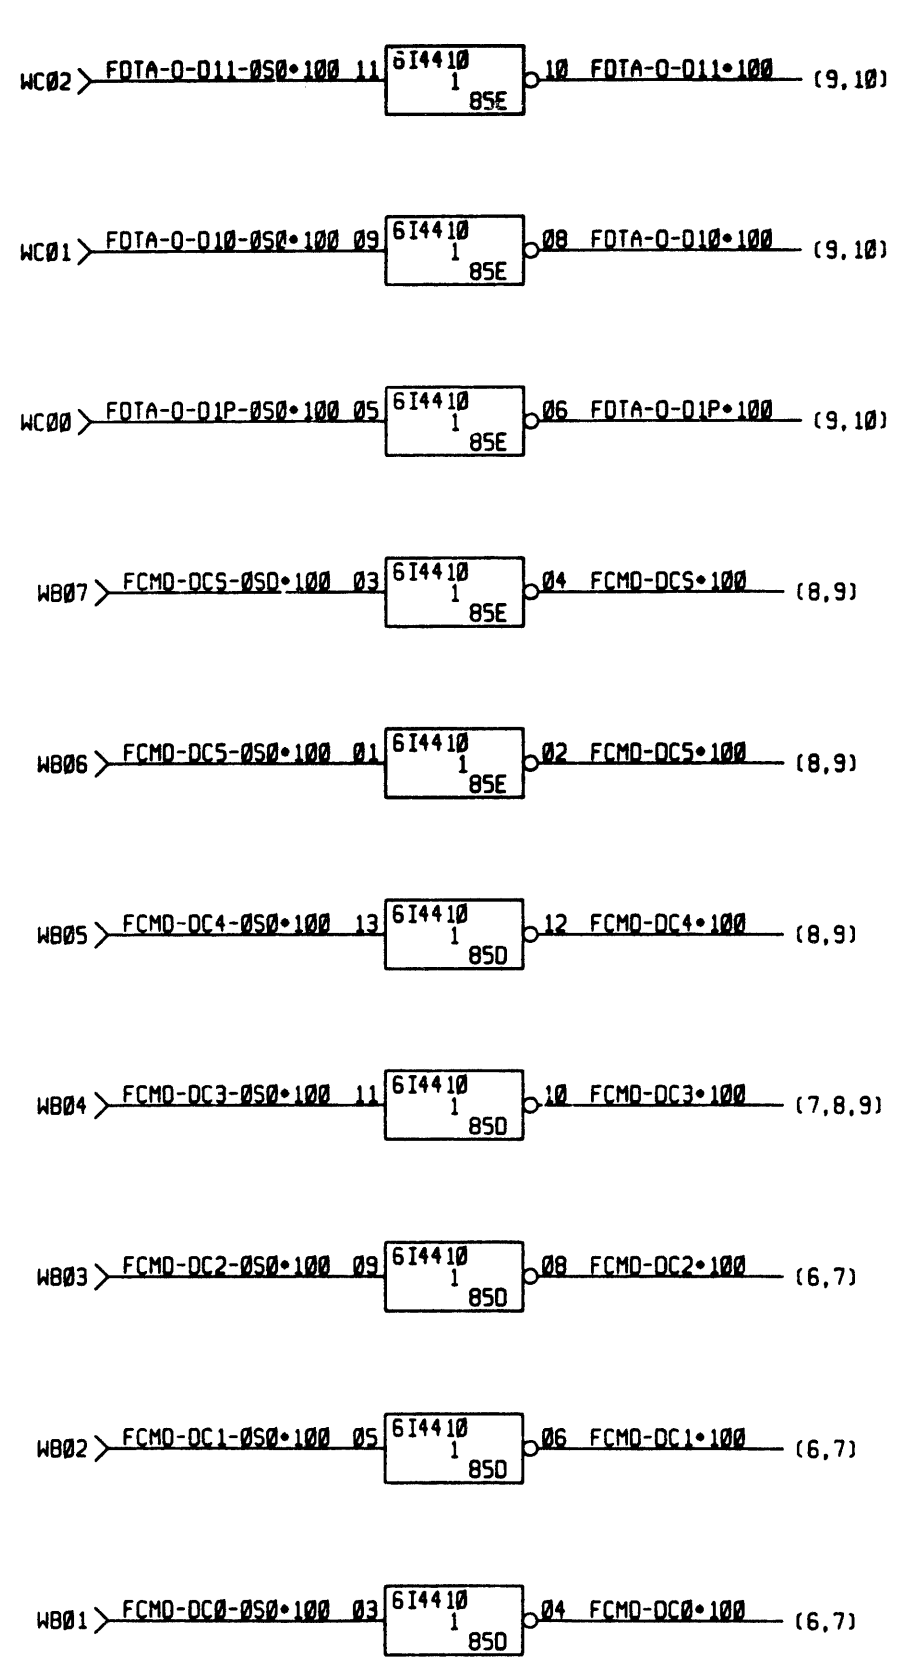 WC02 FDTA-O-D11-0S0•100 11 6I4410 10 FDTA-O-D11•100 (9,10)
1
85E
WC01 FDTA-O-D10-0S0•100 09 6I4410 08 FDTA-O-D10•100 (9,10)
1
85E
WC00 FDTA-O-D1P-0S0•100 05 6I4410 06 FDTA-O-D1P•100 (9,10)
1
85E
WB07 FCMD-DCS-0SD•100 03 6I4410 04 FCMD-DCS•100 (8,9)
1
85E
WB06 FCMD-DC5-0S0•100 01 6I4410 02 FCMD-DC5•100 (8,9)
1
85E
WB05 FCMD-DC4-0S0•100 13 6I4410 12 FCMD-DC4•100 (8,9)
1
85D
WB04 FCMD-DC3-0S0•100 11 6I4410 10 FCMD-DC3•100 (7,8,9)
1
85D
WB03 FCMD-DC2-0S0•100 09 6I4410 08 FCMD-DC2•100 (6,7)
1
85D
WB02 FCMD-DC1-0S0•100 05 6I4410 06 FCMD-DC1•100 (6,7)
1
85D
WB01 FCMD-DC0-0S0•100 03 6I4410 04 FCMD-DC0•100 (6,7)
1
85D